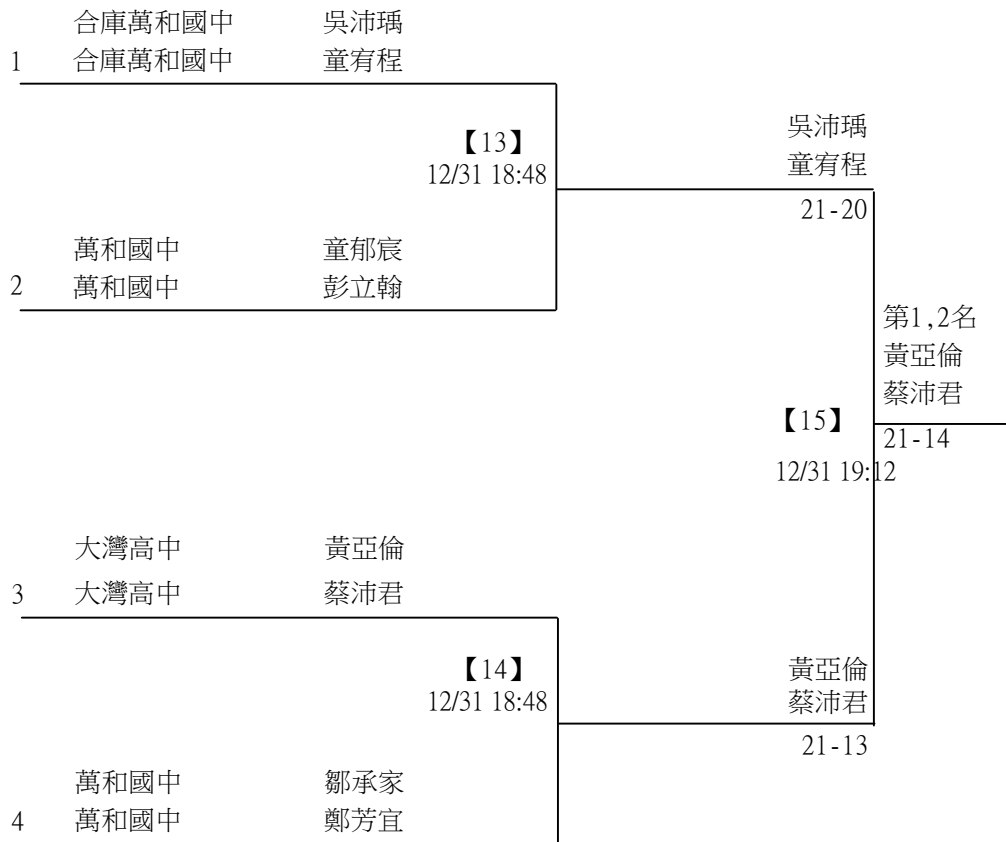 合庫萬和國中 吳沛瑀
1 合庫萬和國中 童宥程
【13】
12/31 18:48
吳沛瑀
童宥程
21-20
萬和國中 童郁宸
2 萬和國中 彭立翰
第1,2名
黃亞倫
蔡沛君
【15】
21-14
12/31 19:12
大灣高中 黃亞倫
3 大灣高中 蔡沛君
【14】
12/31 18:48
黃亞倫
蔡沛君
21-13
萬和國中 鄒承家
4 萬和國中 鄭芳宜